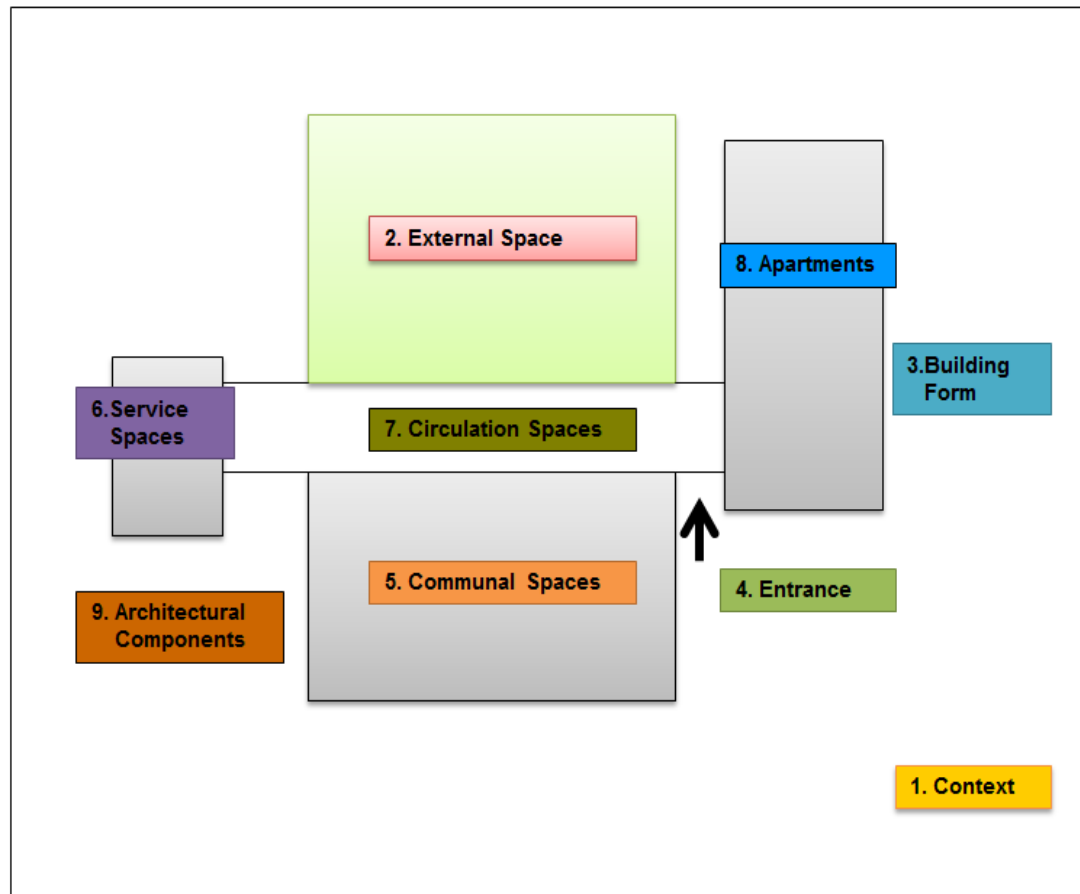 2. External Space
8. Apartments
3.Building
Form
6.Service
Spaces
7. Circulation Spaces
5. Communal Spaces
4. Entrance
9. Architectural
Components
1. Context